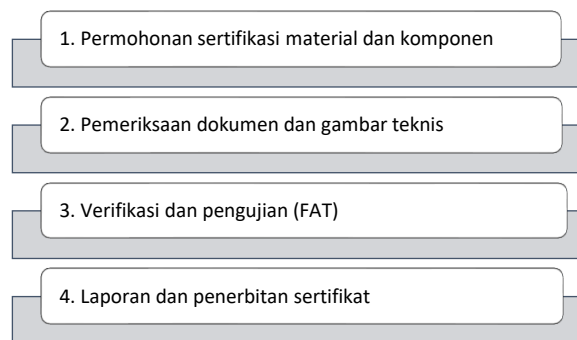 1. Permohonan sertifikasi material dan komponen
2. Pemeriksaan dokumen dan gambar teknis
3. Verifikasi dan pengujian (FAT)
4. Laporan dan penerbitan sertifikat